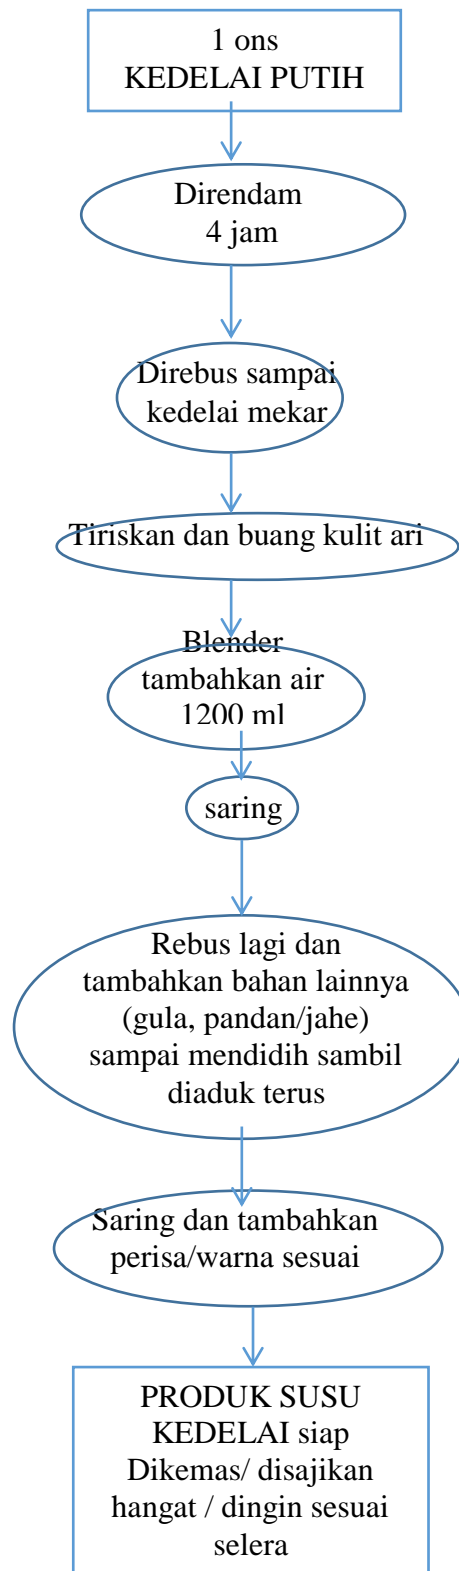 1 ons
KEDELAI PUTIH
Direndam
4 jam
Direbus sampai
kedelai mekar
Tiriskan dan buang kulit ari
Blender
tambahkan air
1200 ml
saring
Rebus lagi dan
tambahkan bahan lainnya
(gula, pandan/jahe)
sampai mendidih sambil
diaduk terus
Saring dan tambahkan
perisa/warna sesuai
PRODUK SUSU
KEDELAI siap
Dikemas/ disajikan
hangat / dingin sesuai
selera